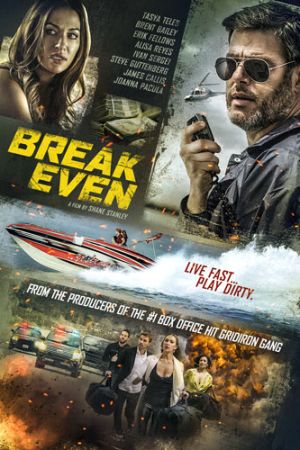 TASYA TELES
BRENT BAILEY
ERIK FELLOWS
ALISA REYES
IVAN SERGEI
STEVE GUTTENBERG
JAMES CALLIS
JOANNA PACULA
BREAK
EVEN
A FILM BY SHANE STANLEY
LIVE FAST...
PLAY DIRTY.
FROM THE PRODUCERS OF THE #1 BOX OFFICE HIT GRIDIRON GANG